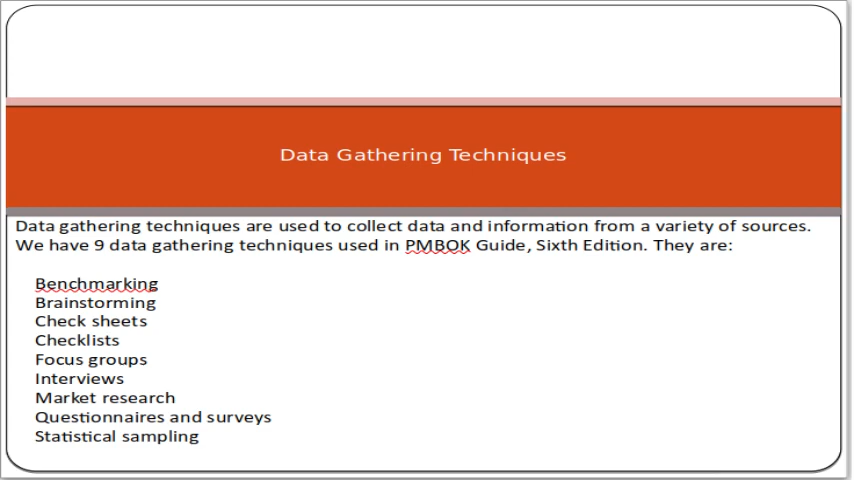 Data Gathering Techniques
Data gathering techniques are used to collect data and information from a variety of sources.
We have 9 data gathering techniques used in PMBOK Guide, Sixth Edition. They are:
Benchmarking
Brainstorming
Check sheets
Checklists
Focus groups
Interviews
Market research
Questionnaires and surveys
Statistical sampling